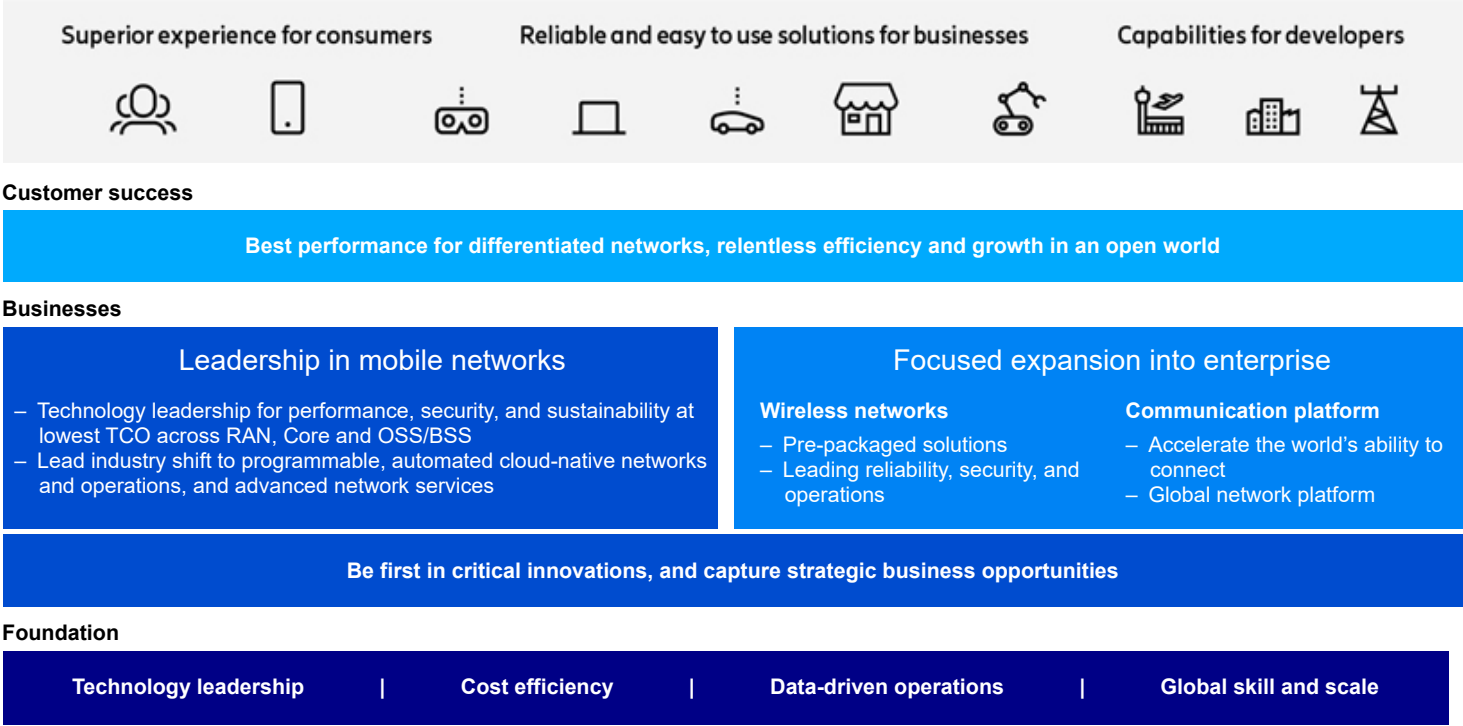 Superior experience for consumers
Reliable and easy to use solutions for businesses
Capabilities for developers
Customer success
Best performance for differentiated networks, relentless efficiency and growth in an open world
Businesses
Leadership in mobile networks
– Technology leadership for performance, security, and sustainability at
lowest TCO across RAN, Core and OSS/BSS
– Lead industry shift to programmable, automated cloud-native networks
and operations, and advanced network services
Focused expansion into enterprise
Wireless networks
– Pre-packaged solutions
– Leading reliability, security, and
operations
Communication platform
– Accelerate the world’s ability to
connect
– Global network platform
Be first in critical innovations, and capture strategic business opportunities
Foundation
Technology leadership | Cost efficiency | Data-driven operations | Global skill and scale